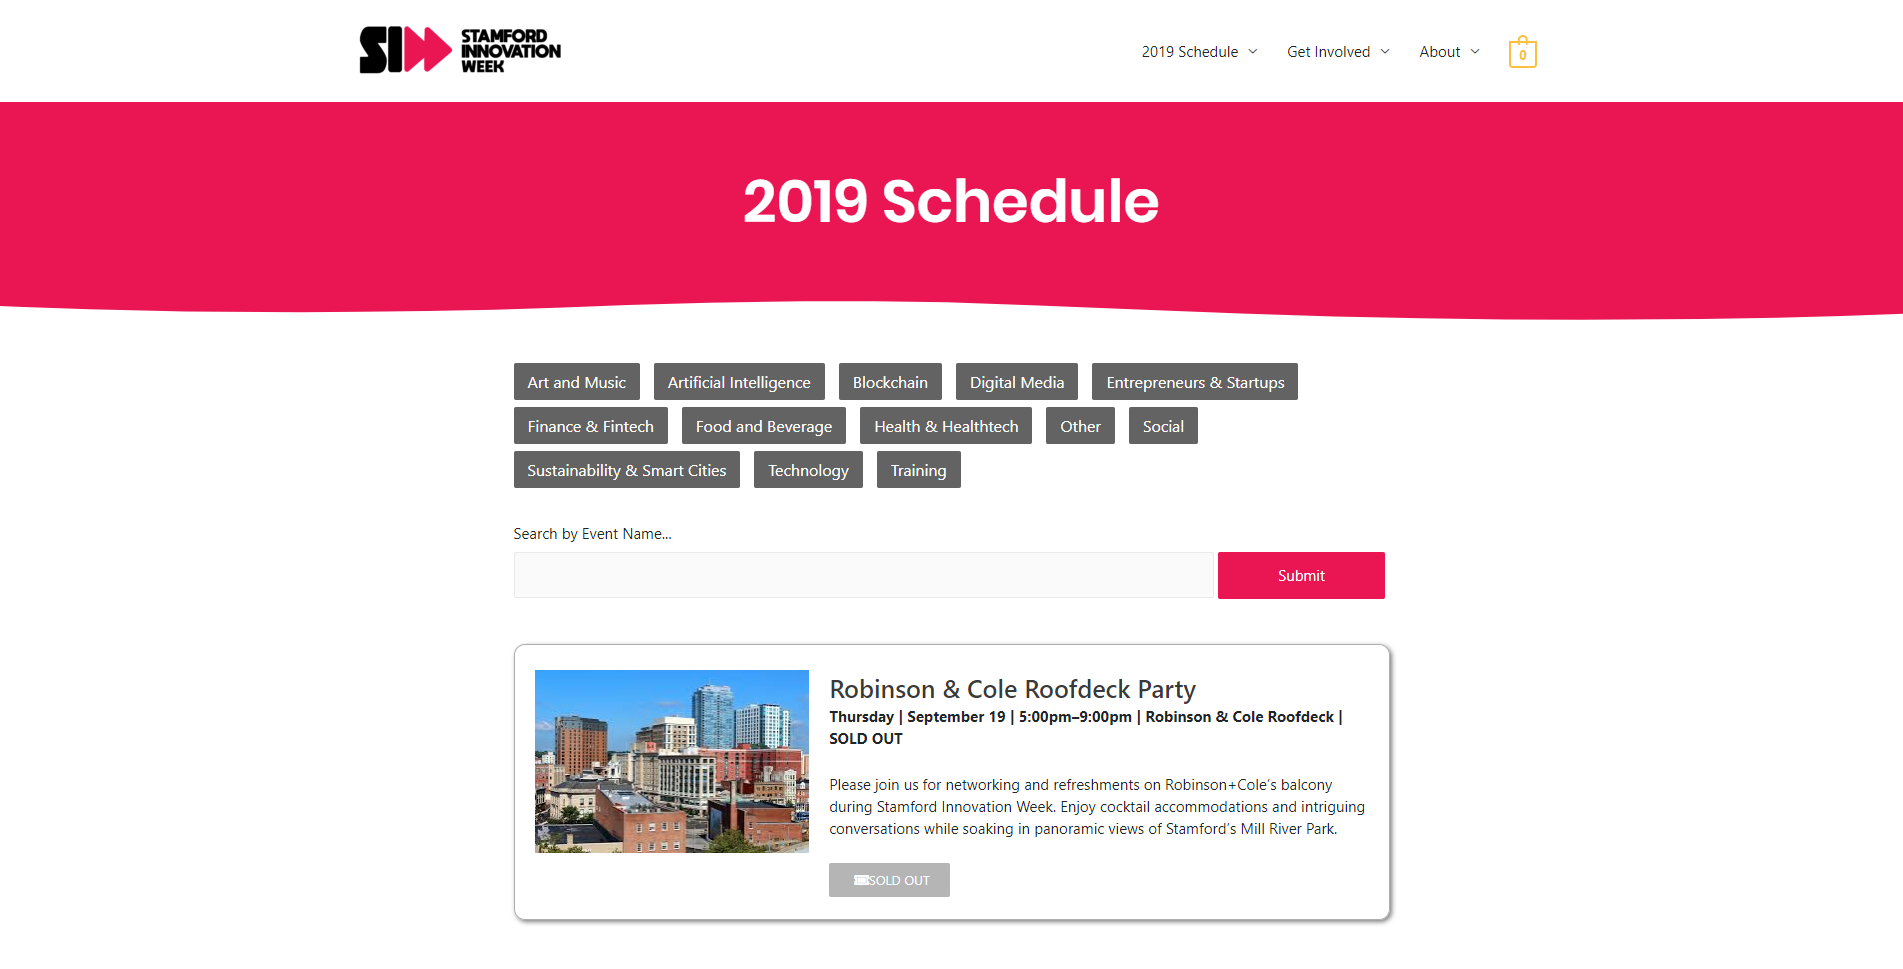 SIW STAMFORD
INNOVATION
WEEK
2019 Schedule Get Involved About 0
2019 Schedule
Art and Music Artificial Intelligence Blockchain Digital Media Entrepreneurs & Startups
Finance & Fintech Food and Beverage Health & Healthtech Other Social
Sustainability & Smart Cities Technology Training
Search by Event Name...
Submit
Robinson & Cole Roofdeck Party
Thursday | September 19 | 5:00pm–9:00pm | Robinson & Cole Roofdeck |
SOLD OUT
Please join us for networking and refreshments on Robinson+Cole’s balcony
during Stamford Innovation Week. Enjoy cocktail accommodations and intriguing
conversations while soaking in panoramic views of Stamford’s Mill River Park.
SOLD OUT